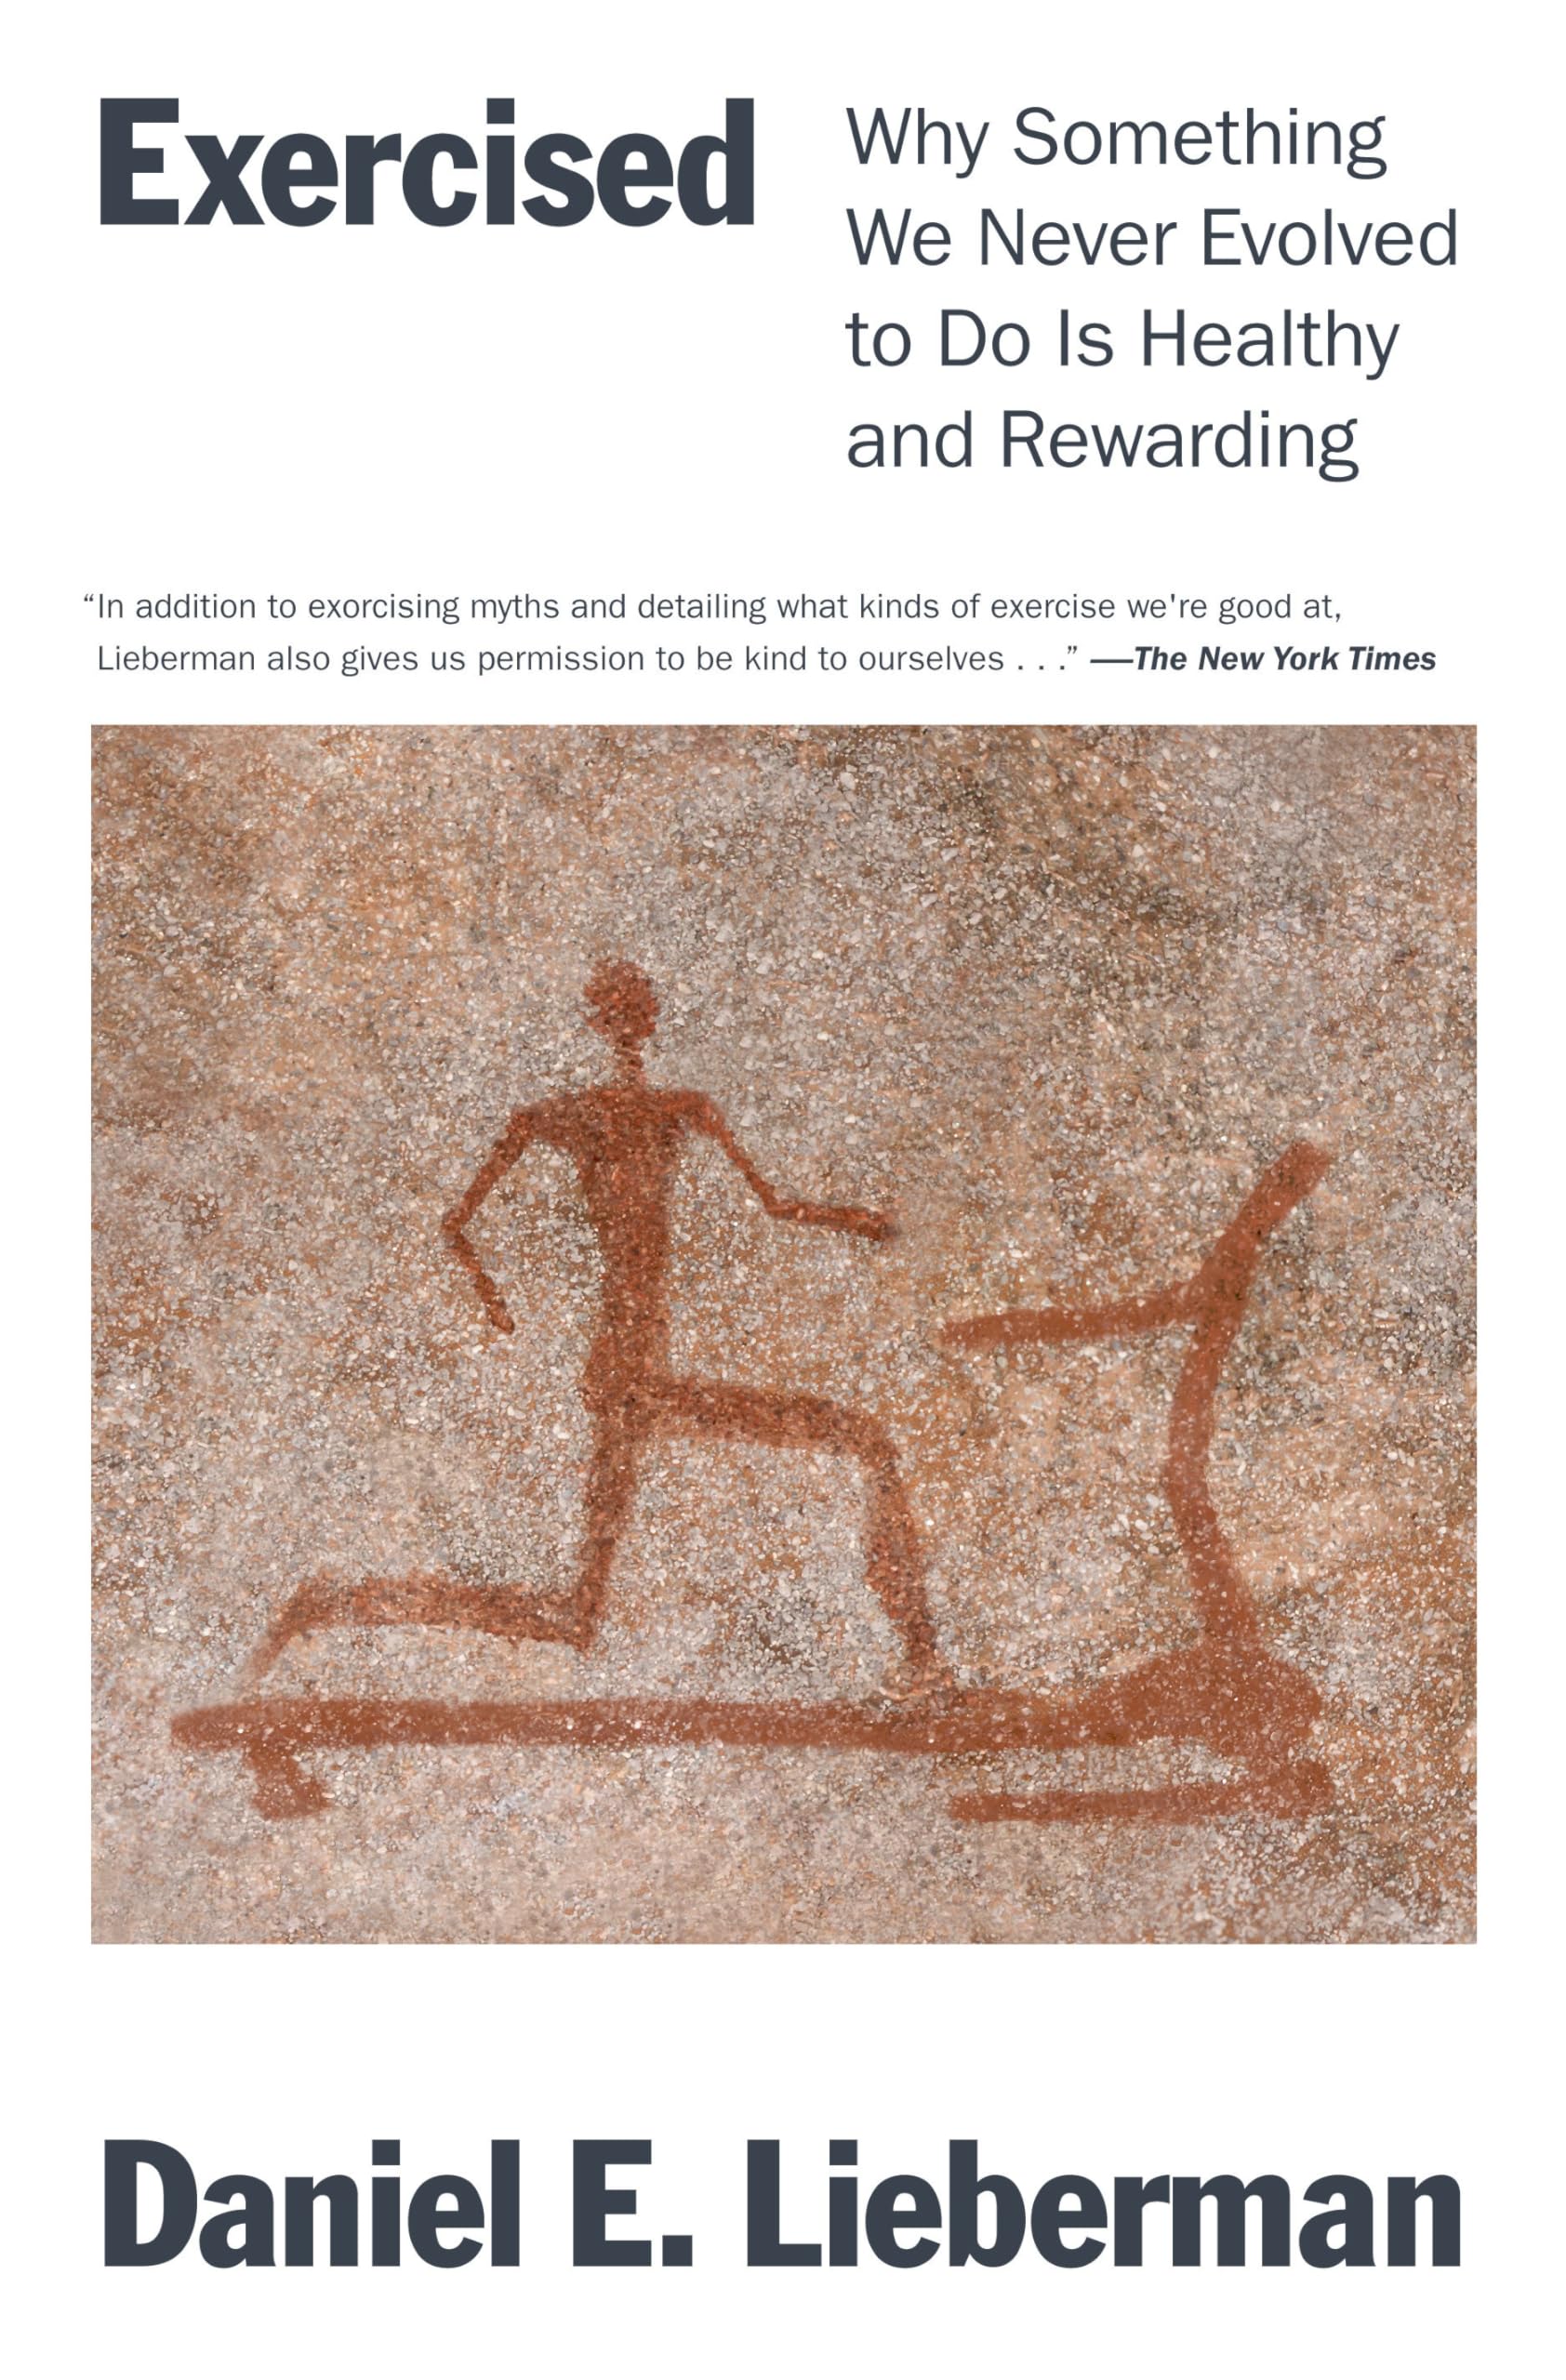 Exercised
Why Something
We Never Evolved
to Do Is Healthy
and Rewarding
“In addition to exorcising myths and detailing what kinds of exercise we're good at,
Lieberman also gives us permission to be kind to ourselves . . .” —The New York Times
Daniel E. Lieberman